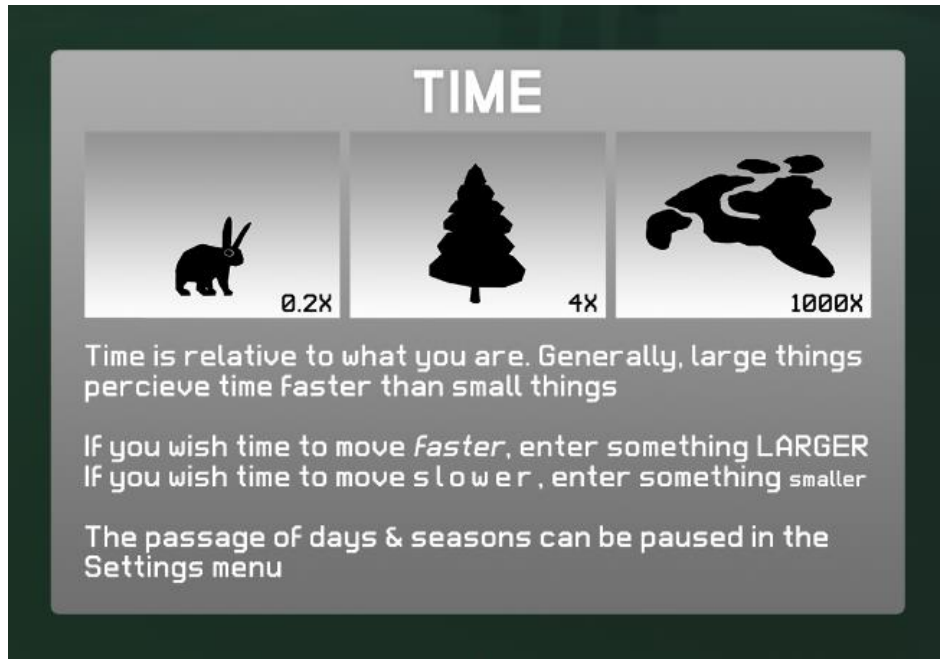 TIME
0.2X
4X
1000X
Time is relative to what you are. Generally, large things
percieve time faster than small things
If you wish time to move faster, enter something LARGER
If you wish time to move s l o w e r , enter something smaller
The passage of days & seasons can be paused in the
Settings menu